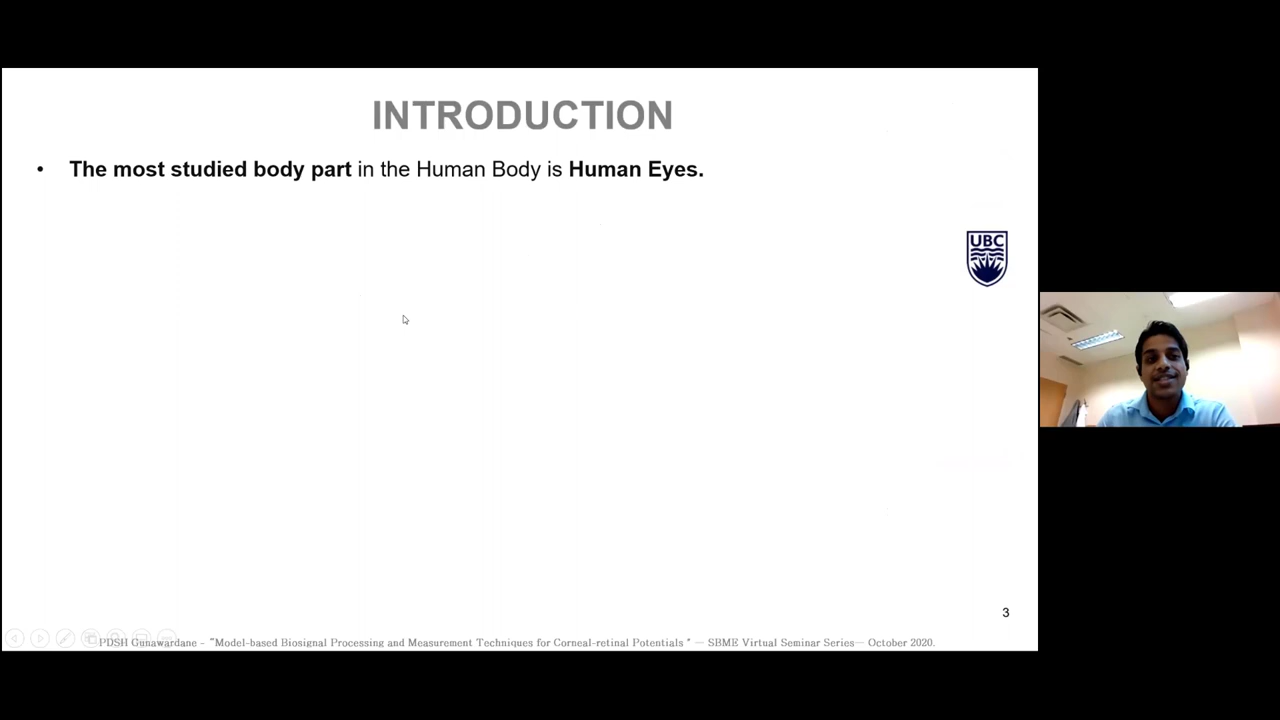 INTRODUCTION
• The most studied body part in the Human Body is Human Eyes.
UBC
3
PDSH Gunawardane - "Model-based Biosignal Processing and Measurement Techniques for Corneal-retinal Potentials" — SBME Virtual Seminar Series— October 2020.